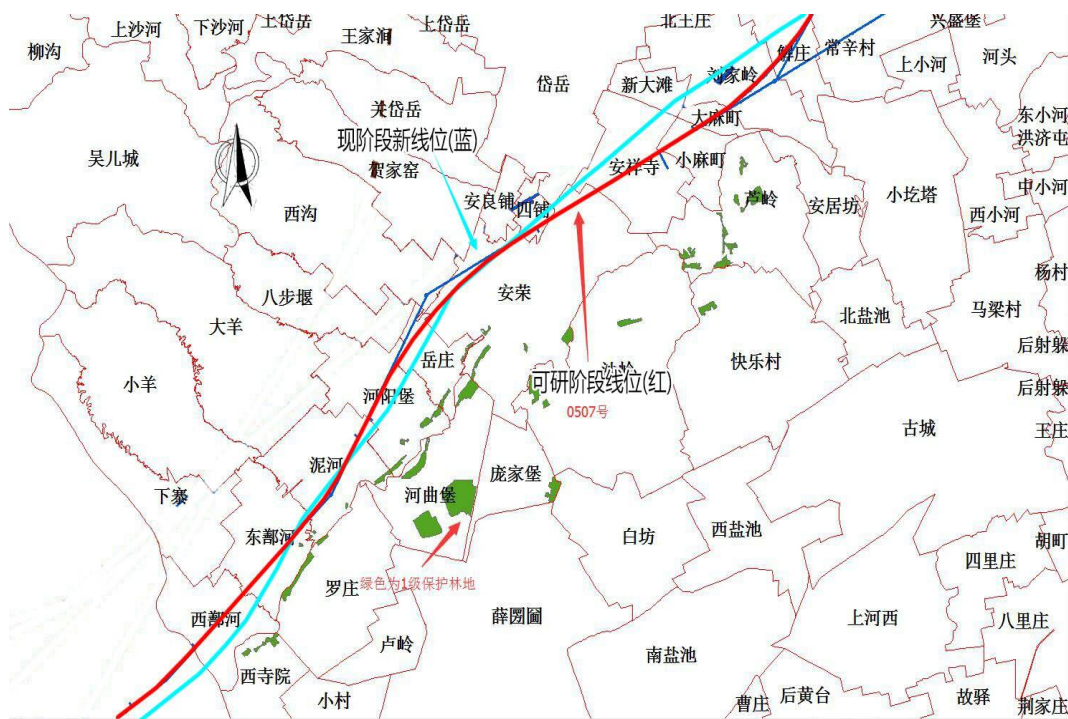 上沙河
下沙河
上岱岳
王家涧
上岱岳
北王庄
兴盛堡
柳沟
解庄
常辛村
河头
上小河
岱岳
新大滩
刘家岭
关岱岳
大麻町
东小河
洪济屯
现阶段新线位(蓝)
吴儿城
贺家窑
安祥寺
小麻町
中小河
西沟
安良铺
四铺
芦岭
安居坊
小圪塔
西小河
杨村
八步堰
安荣
大羊
北盐池
马梁村
后射躲
岳庄
快乐村
小羊
河阳堡
可研阶段线位(红)
0507号
后射躲
古城
王庄
泥河
庞家堡
下寨
河曲堡
东鄯河
白坊
西盐池
胡町
四里庄
绿色为1级保护林地
罗庄
西鄯河
薛圐圙
上河西
八里庄
卢岭
南盐池
西寺院
小村
曹庄
后黄台
故驿
荆家庄